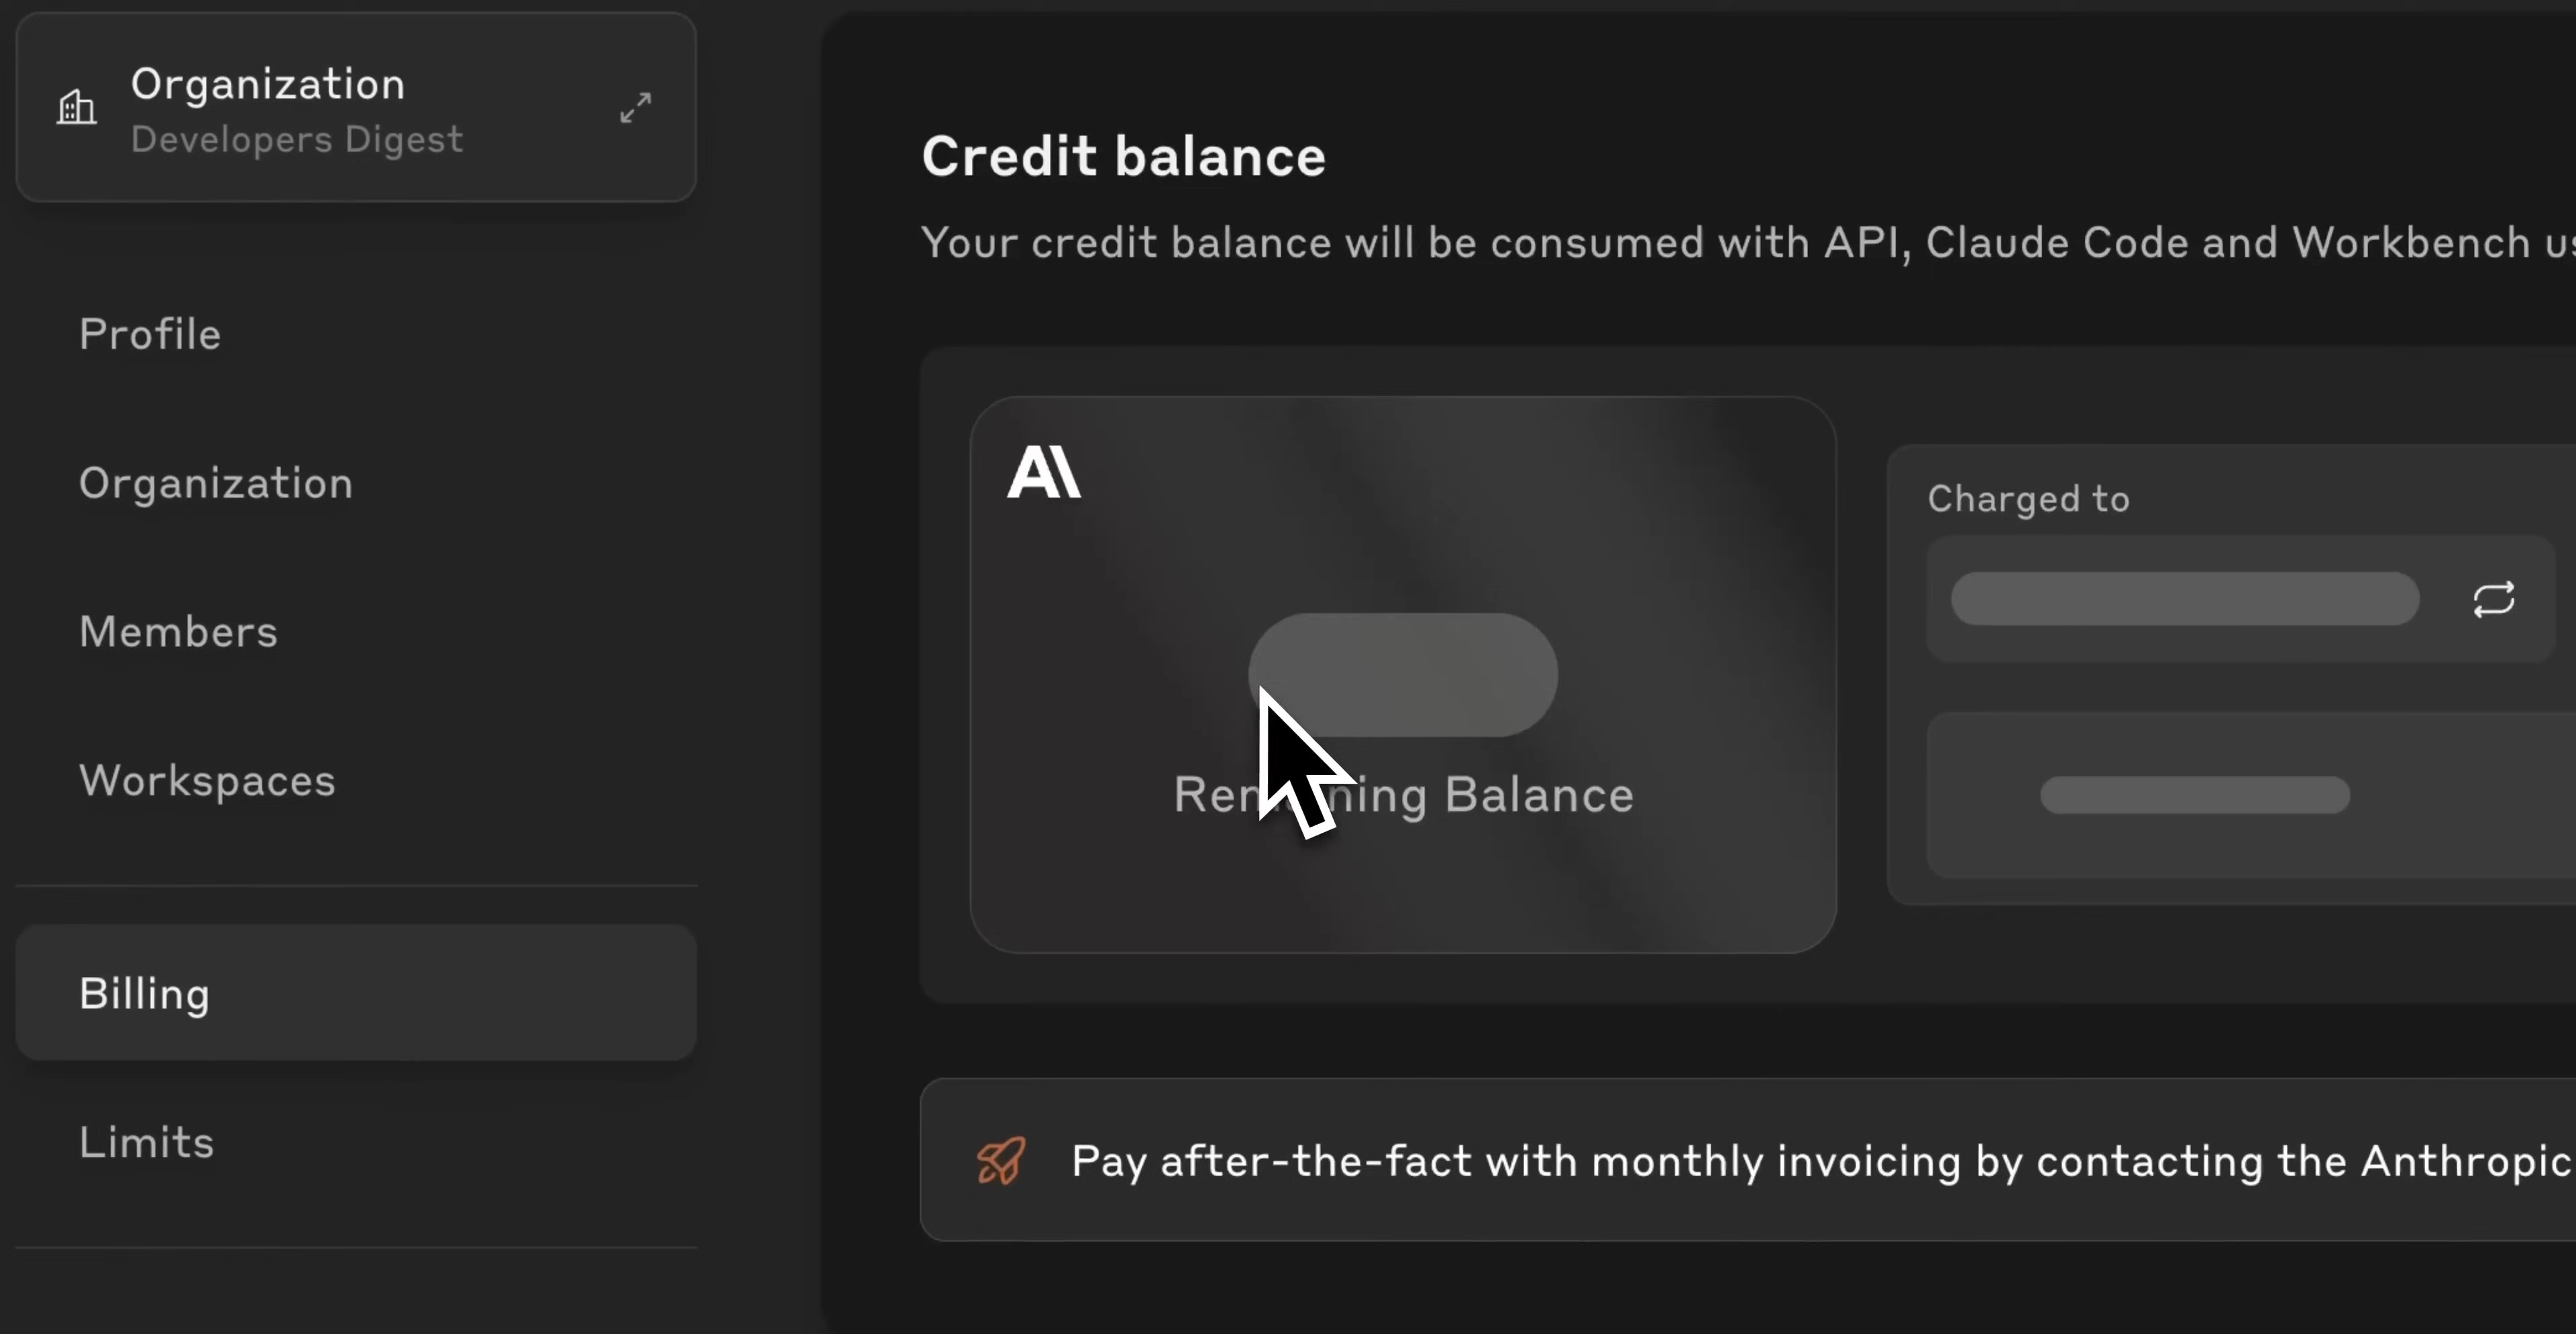 Organization
Developers Digest
Profile
Organization
Members
Workspaces
Billing
Limits
Credit balance
Your credit balance will be consumed with API, Claude Code and Workbench
Remaining Balance
Charged to
Pay after-the-fact with monthly invoicing by contacting the Anthropic